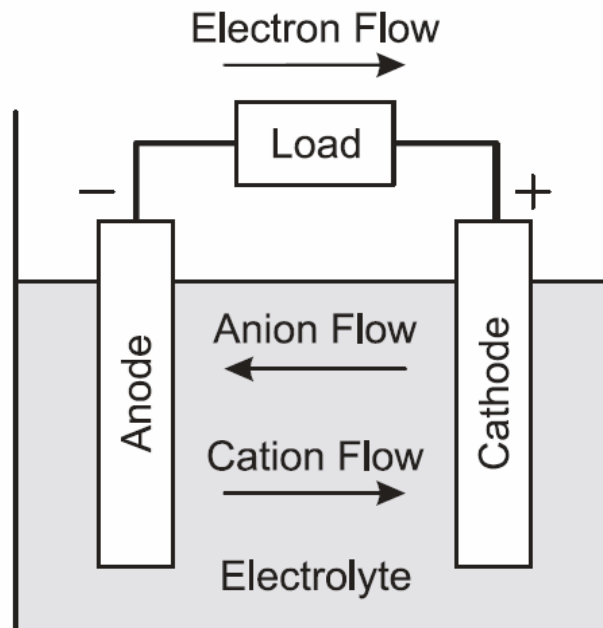 Electron Flow
Load
−
+
Anion Flow
Anode
Cathode
Cation Flow
Electrolyte